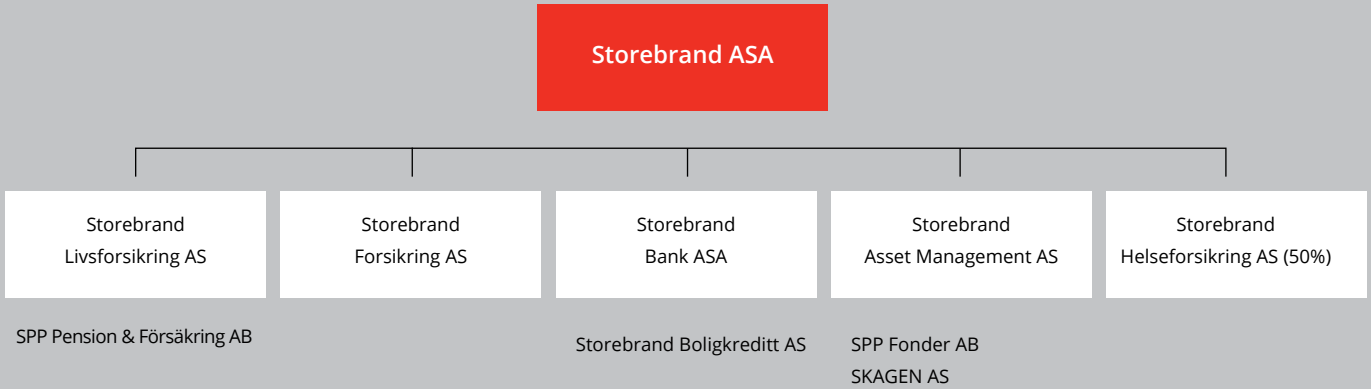 Storebrand ASA
Storebrand
Livsforsikring AS
Storebrand
Forsikring AS
Storebrand
Bank ASA
Storebrand
Asset Management AS
Storebrand
Helseforsikring AS (50%)
SPP Pension & Försäkring AB
Storebrand Boligkreditt AS
SPP Fonder AB
SKAGEN AS